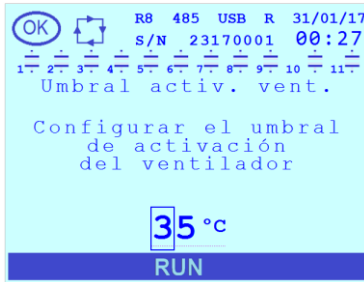 OK R8 485 USB R 31/01/17
S/N 23170001 00:27
1 2 3 4 5 6 7 8 9 10 11
Umbral activ. vent.
Configurar el umbral
de activación
del ventilador
35 °C
RUN